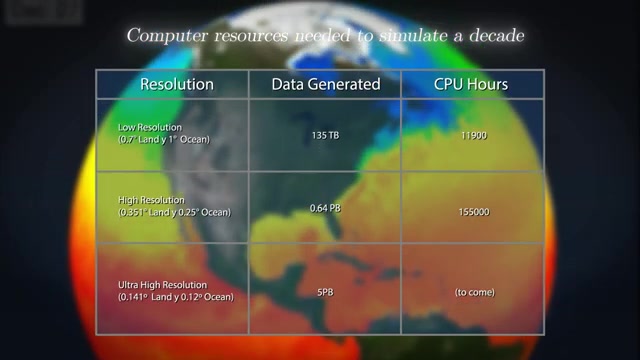 Computer resources needed to simulate a decade
Resolution Data Generated CPU Hours
Low Resolution
(0.7° Land y 1° Ocean) 135 TB 11900
High Resolution
(0.351° Land y 0.25° Ocean) 0.64 PB 155000
Ultra High Resolution
(0.141º Land y 0.12º Ocean) 5PB (to come)